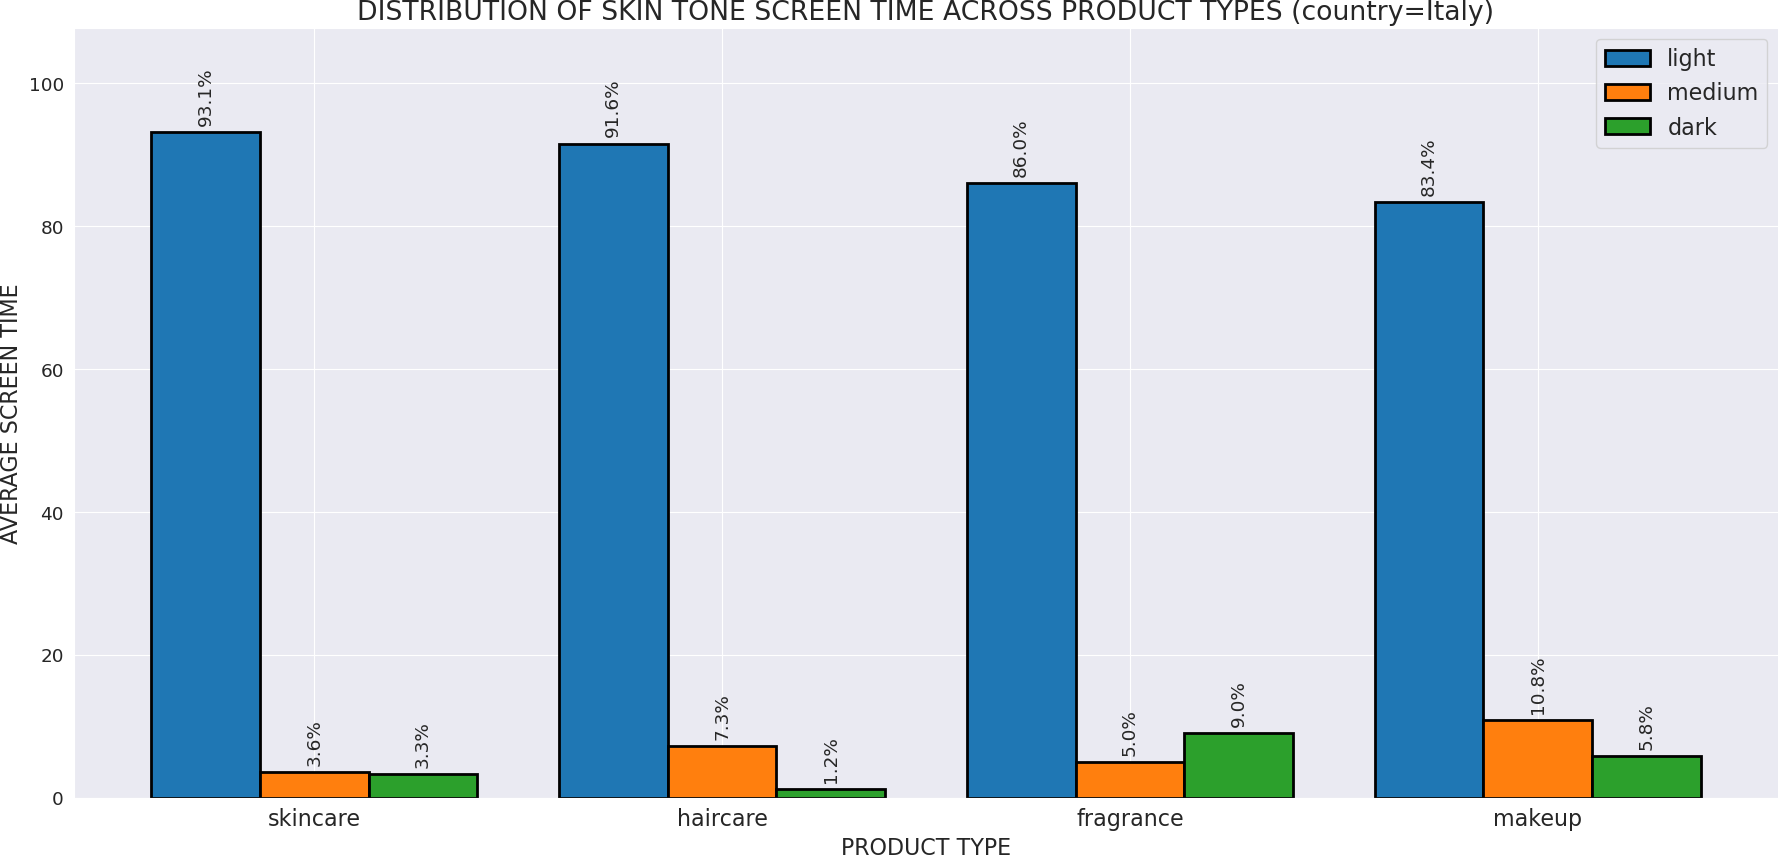 DISTRIBUTION OF SKIN TONE SCREEN TIME ACROSS PRODUCT TYPES (country=Italy)
light
medium
dark
AVERAGE SCREEN TIME
100
80
60
40
20
0
93.1%
3.6%
3.3%
91.6%
7.3%
1.2%
86.0%
5.0%
9.0%
83.4%
10.8%
5.8%
skincare
haircare
fragrance
makeup
PRODUCT TYPE